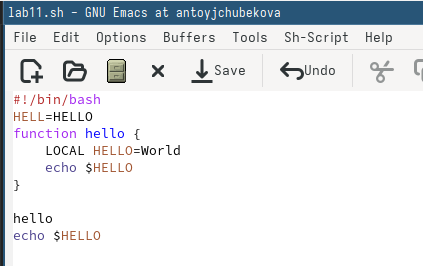 lab11.sh - GNU Emacs at antoyjchubekova
File Edit Options Buffers Tools Sh-Script Help
Save Undo
#!/bin/bash
HELL=HELLO
function hello {
    LOCAL HELLO=World
    echo $HELLO
}
hello
echo $HELLO